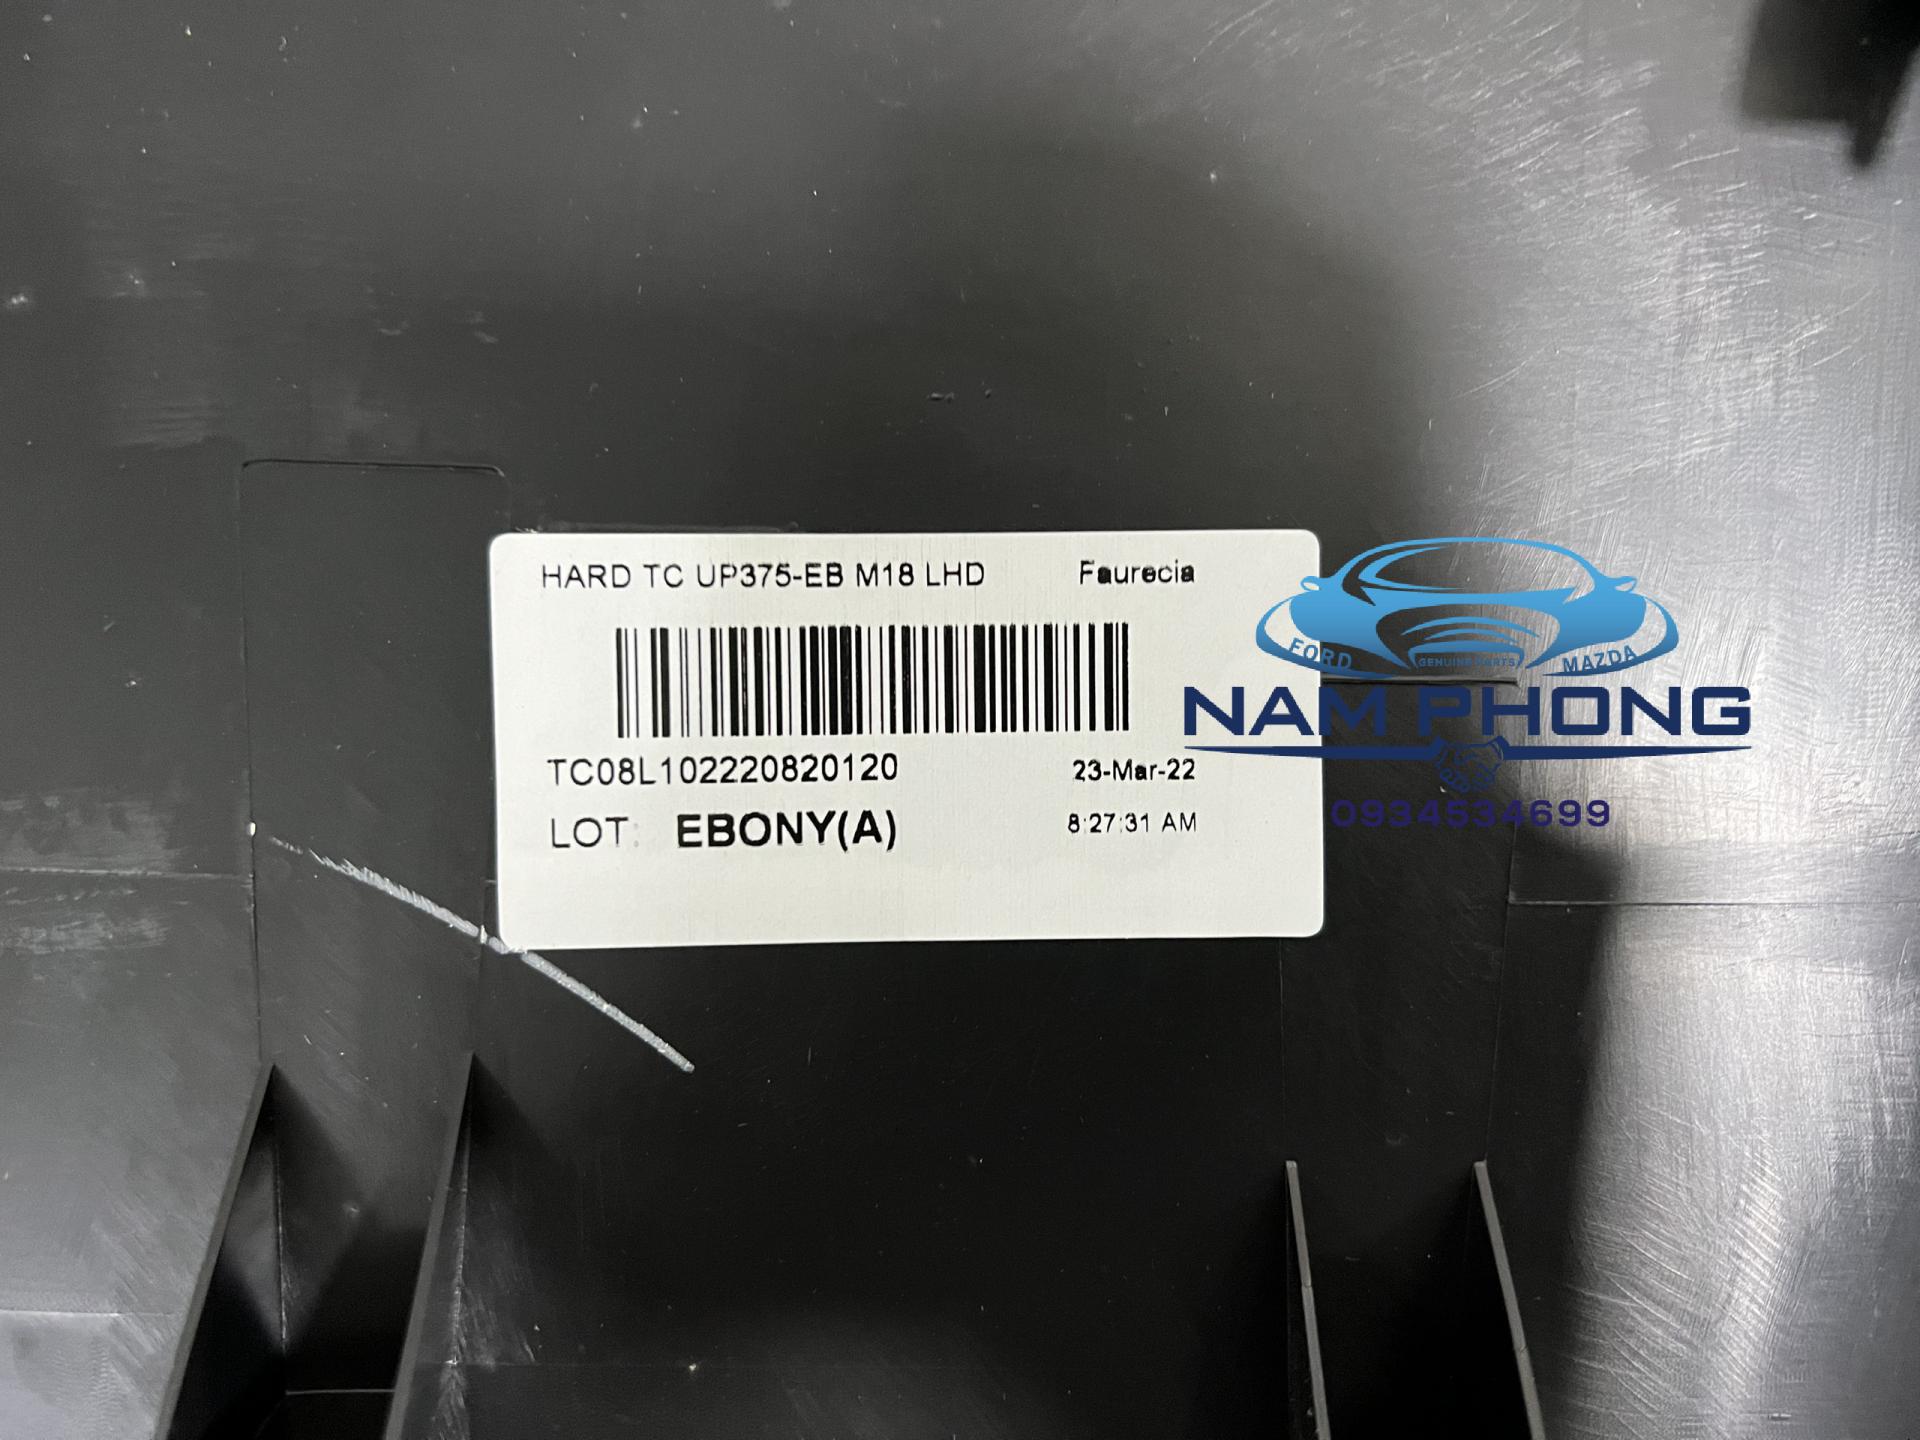 HARD TC UP375-EB M18 LHD Faurecia
TC08L102220820120 23-Mar-22
LOT: EBONY(A) 8:27:31 AM
FORD GENUINE PARTS MAZDA
NAM PHONG
0934534699